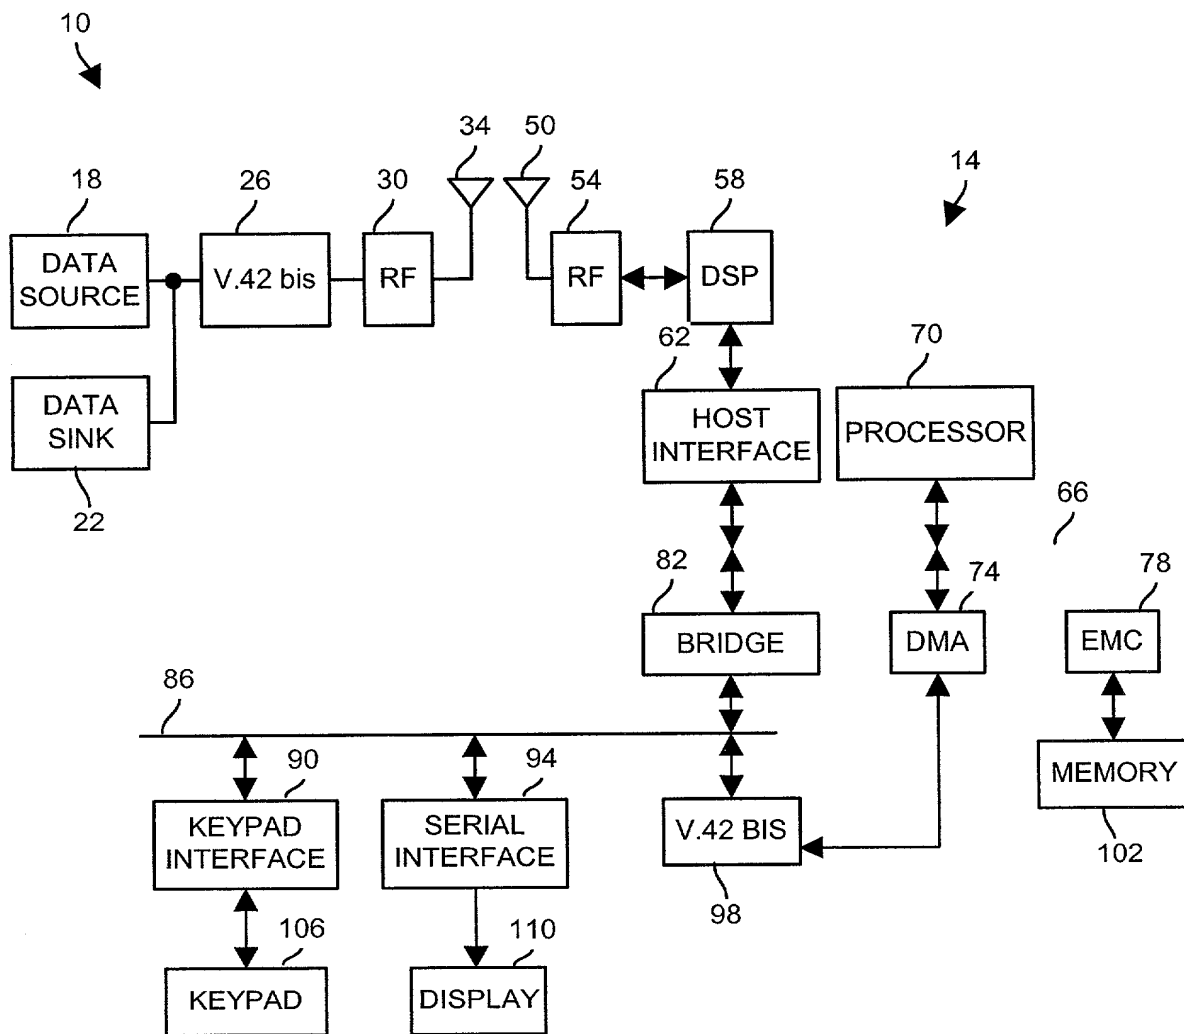 10
34
50
14
18
26
30
54
58
DATA
SOURCE
V.42 bis
RF
RF
DSP
62
70
DATA
SINK
HOST
INTERFACE
PROCESSOR
22
66
82
74
78
BRIDGE
DMA
EMC
86
90
94
MEMORY
KEYPAD
INTERFACE
SERIAL
INTERFACE
V.42 BIS
102
98
106
110
KEYPAD
DISPLAY